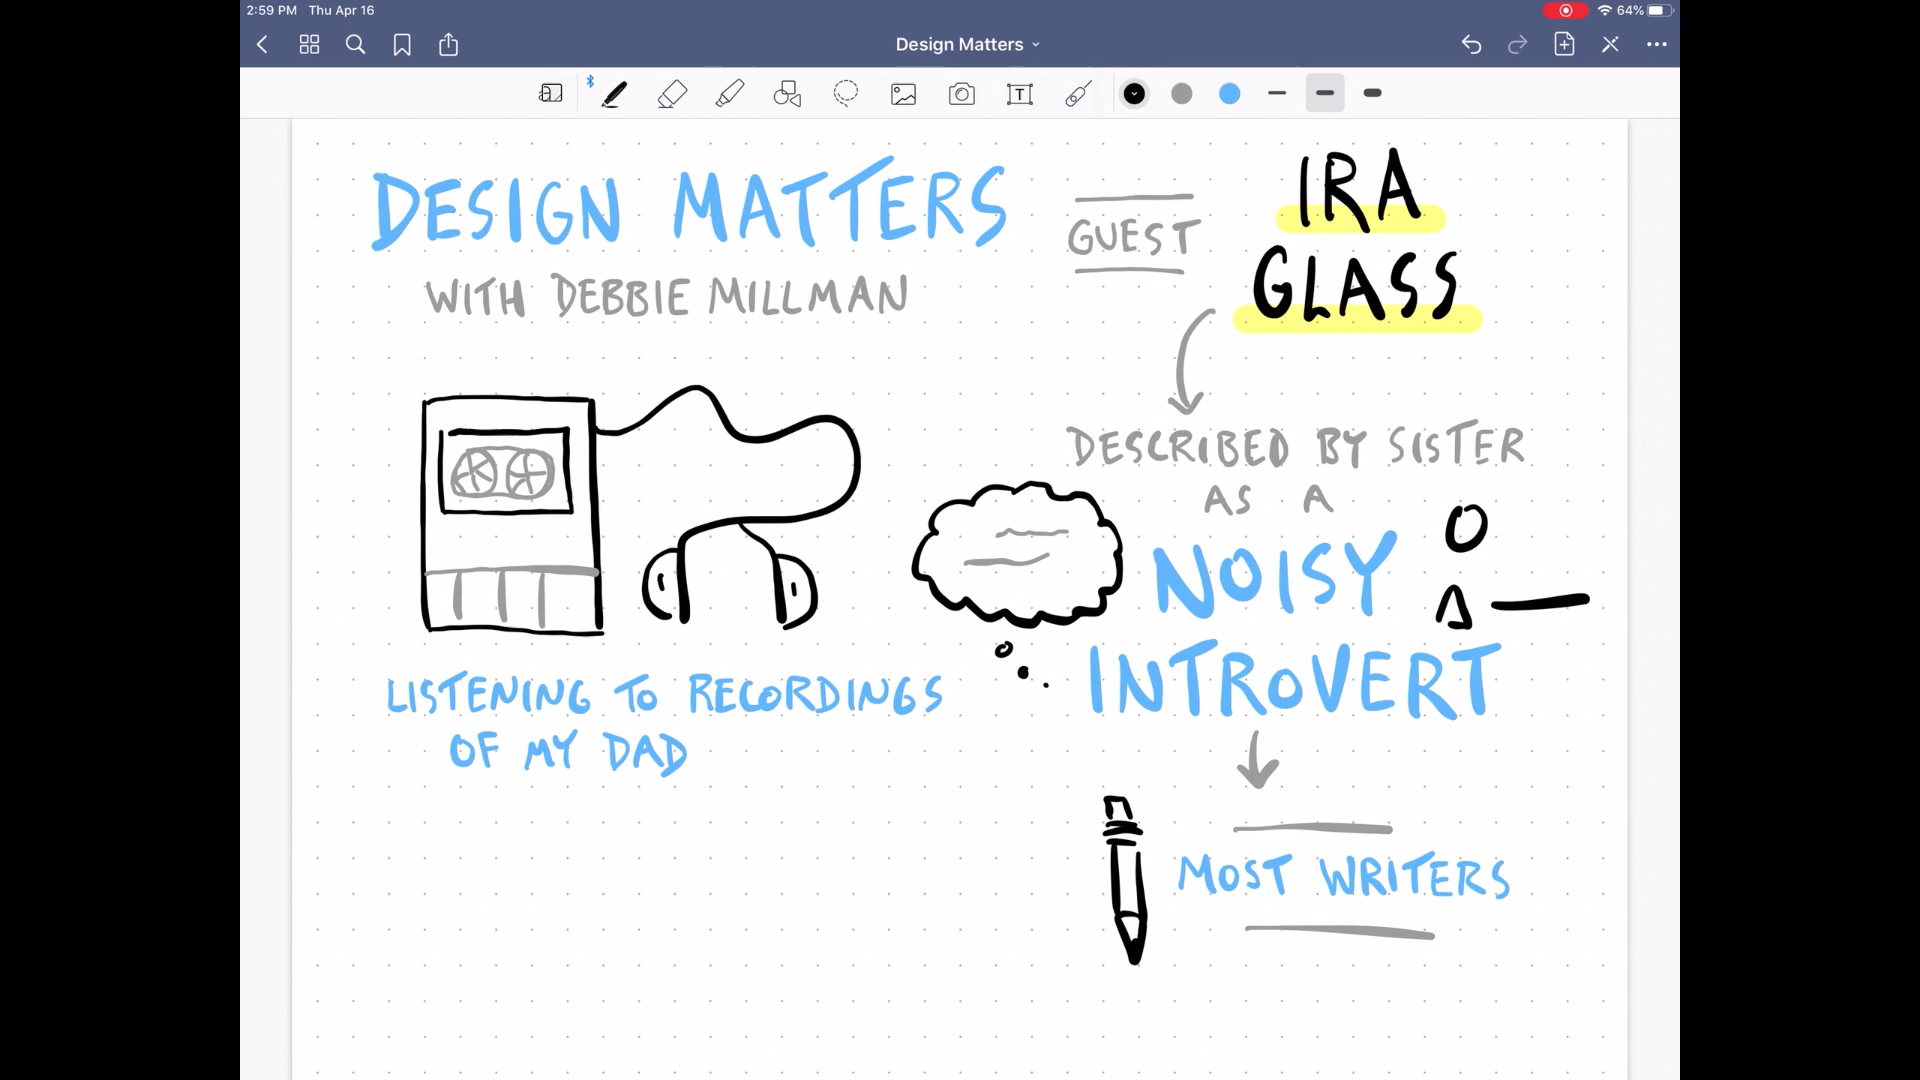 2:59 PM Thu Apr 16
64%
Design Matters
T
DESIGN MATTERS
WITH DEBBIE MILLMAN
GUEST
IRA
GLASS
DESCRIBED BY SISTER
AS A
NOISY
INTROVERT
LISTENING TO RECORDINGS
OF MY DAD
MOST WRITERS